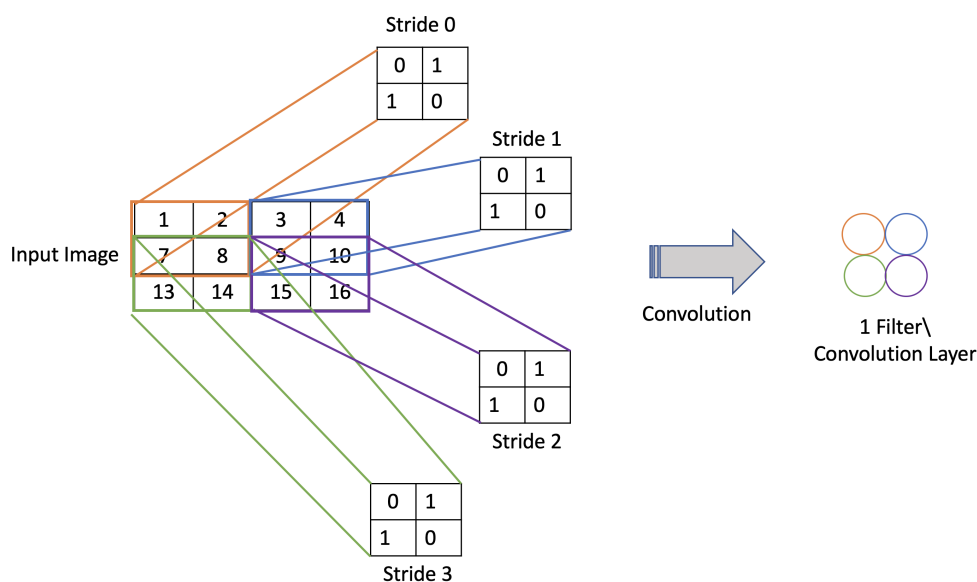 Stride 0
0 1
1 0
Stride 1
0 1
1 0
Input Image
1 2 3 4
7 8 9 10
13 14 15 16
Convolution
1 Filter\
Convolution Layer
0 1
1 0
Stride 2
0 1
1 0
Stride 3